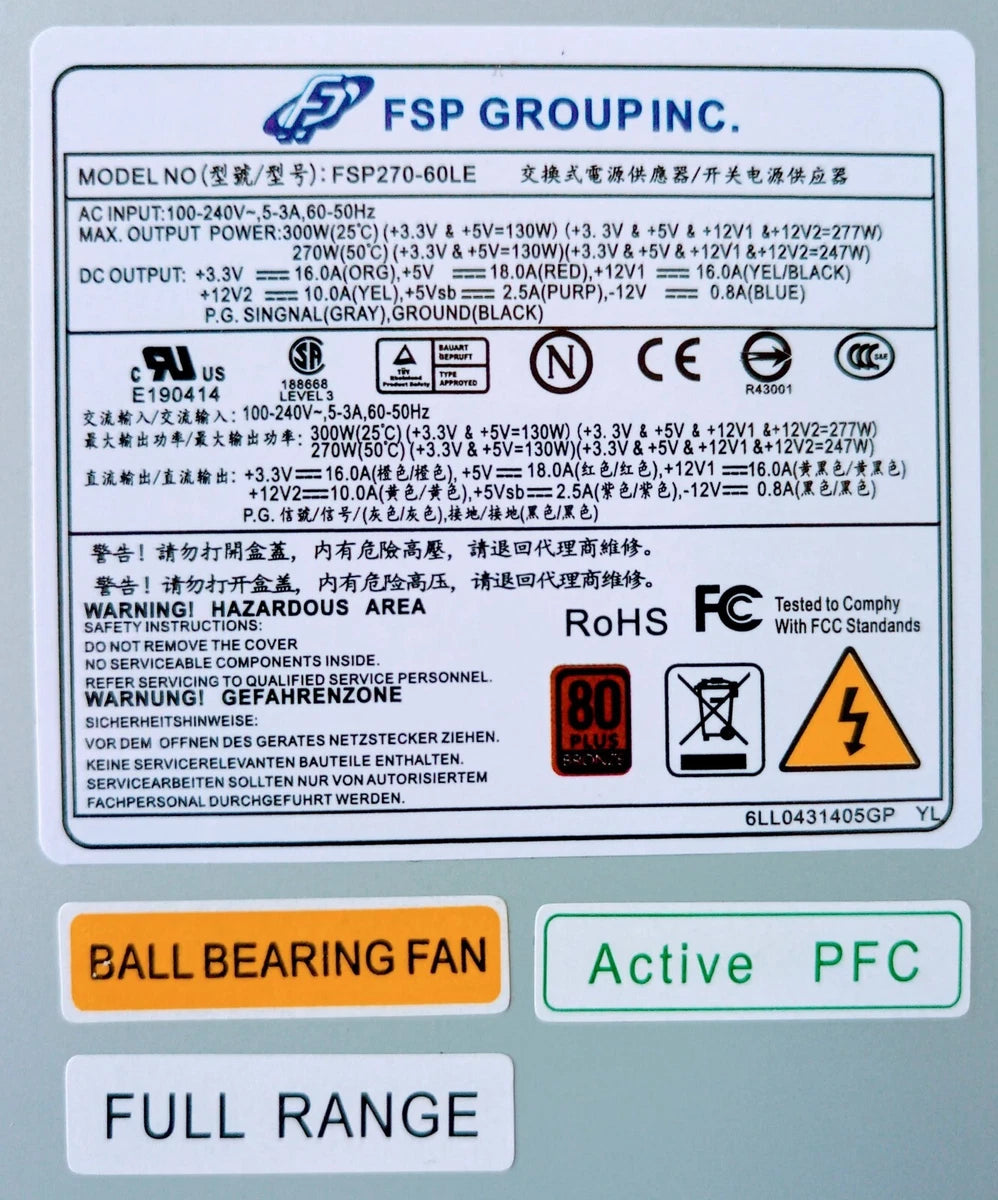 FSP GROUP INC.
MODEL NO(型號/型号): FSP270-60LE 交換式電源供應器/开关电源供应器
AC INPUT:100-240V~,5-3A,60-50Hz
MAX. OUTPUT POWER:300W(25℃) (+3.3V & +5V=130W) (+3. 3V & +5V & +12V1 &+12V2=277W)
270W(50℃) (+3.3V & +5V=130W)(+3.3V & +5V & +12V1 &+12V2=247W)
DC OUTPUT: +3.3V ⎓ 16.0A(ORG),+5V ⎓ 18.0A(RED),+12V1 ⎓ 16.0A(YEL/BLACK)
+12V2 ⎓ 10.0A(YEL),+5Vsb ⎓ 2.5A(PURP),-12V ⎓ 0.8A(BLUE)
P.G. SINGNAL(GRAY),GROUND(BLACK)
c RU US
E190414
SA
188668
LEVEL 3
TÜV
Rheinland
Product Safety
BAUART
GEPRUFT
TYPE
APPROVED
N
CE
R43001
CCC S&E
交流輸入/交流输入: 100-240V~,5-3A,60-50Hz
最大輸出功率/最大输出功率: 300W(25℃) (+3.3V & +5V=130W) (+3. 3V & +5V & +12V1 &+12V2=277W)
270W(50℃) (+3.3V & +5V=130W)(+3.3V & +5V & +12V1 &+12V2=247W)
直流輸出/直流输出: +3.3V⎓16.0A(橙色/橙色),+5V⎓18.0A(红色/红色),+12V1 ⎓16.0A(黄黑色/黄黑色)
+12V2⎓10.0A(黄色/黄色),+5Vsb⎓2.5A(紫色/紫色),-12V⎓ 0.8A(黑色/黑色)
P.G. 信號/信号/(灰色/灰色),接地/接地(黑色/黑色)
警告! 請勿打開盒蓋, 内有危險高壓, 請退回代理商維修。
警告! 请勿打开盒盖, 内有危险高压, 请退回代理商维修。
WARNING! HAZARDOUS AREA
SAFETY INSTRUCTIONS:
DO NOT REMOVE THE COVER
NO SERVICEABLE COMPONENTS INSIDE.
REFER SERVICING TO QUALIFIED SERVICE PERSONNEL.
WARNUNG! GEFAHRENZONE
SICHERHEITSHINWEISE:
VOR DEM OFFNEN DES GERATES NETZSTECKER ZIEHEN.
KEINE SERVICERELEVANTEN BAUTEILE ENTHALTEN.
SERVICEARBEITEN SOLLTEN NUR VON AUTORISIERTEM
FACHPERSONAL DURCHGEFUHRT WERDEN.
RoHS
FC
Tested to Comphy
With FCC Standards
80
PLUS
BRONZE
6LL0431405GP YL
BALL BEARING FAN
Active PFC
FULL RANGE